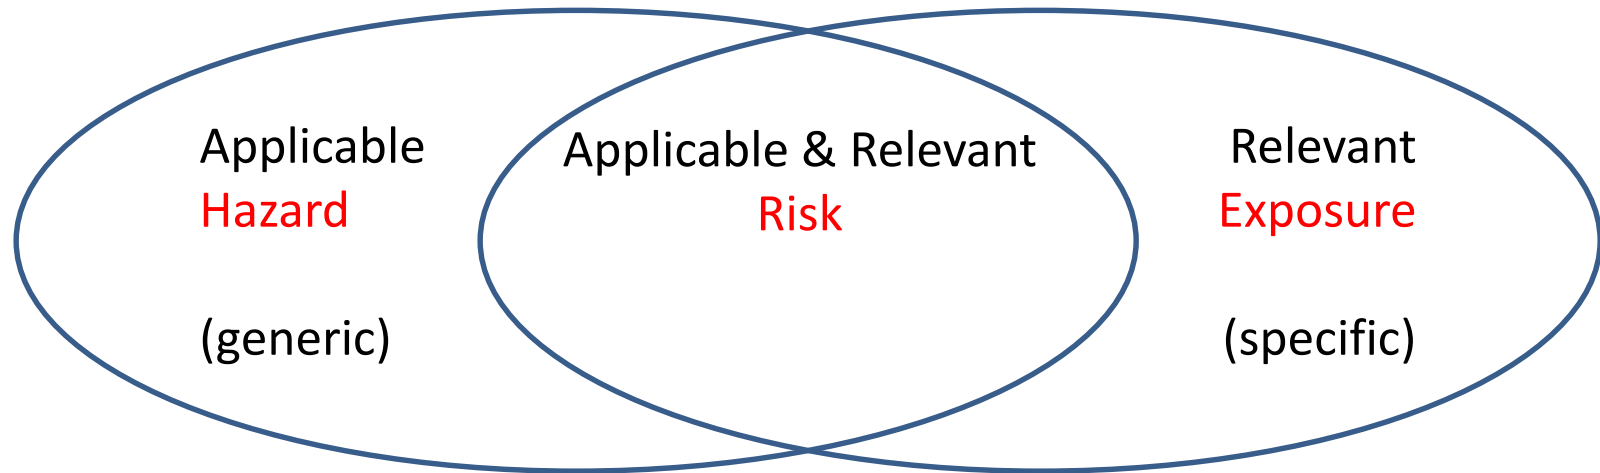 Applicable
Hazard
(generic)
Applicable & Relevant
Risk
Relevant
Exposure
(specific)